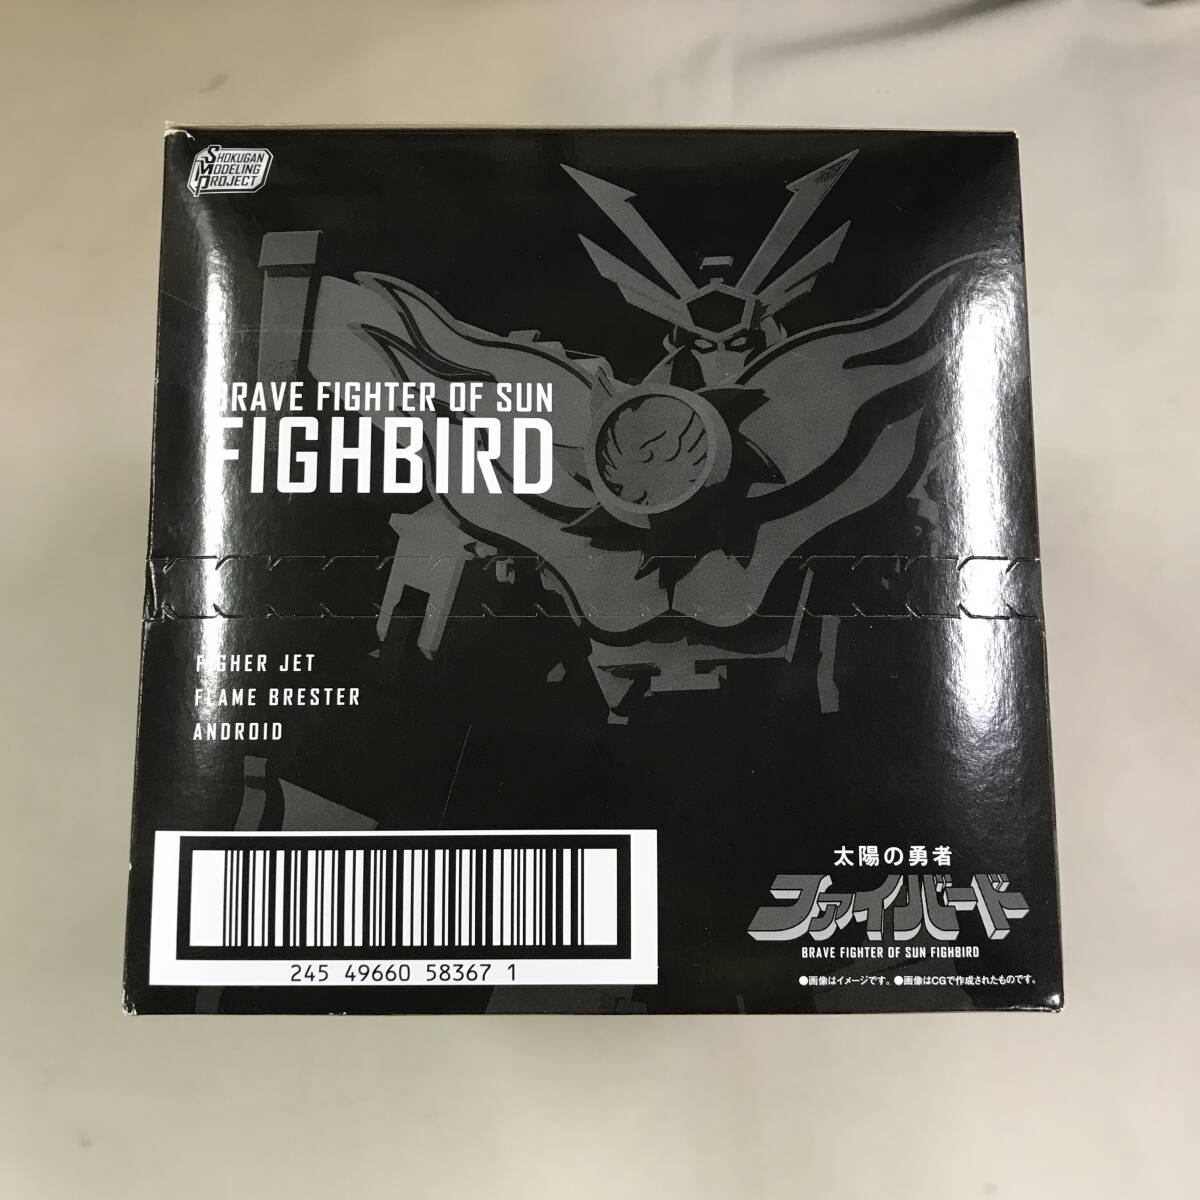 SHOKUGAN
MODELING
PROJECT
BRAVE FIGHTER OF SUN
FIGHBIRD
FIGHER JET
FLAME BRESTER
ANDROID
245 49660 58367 1
太陽の勇者
ファイバード
BRAVE FIGHTER OF SUN FIGHBIRD
●画像はイメージです。●画像はCGで作成されたものです。